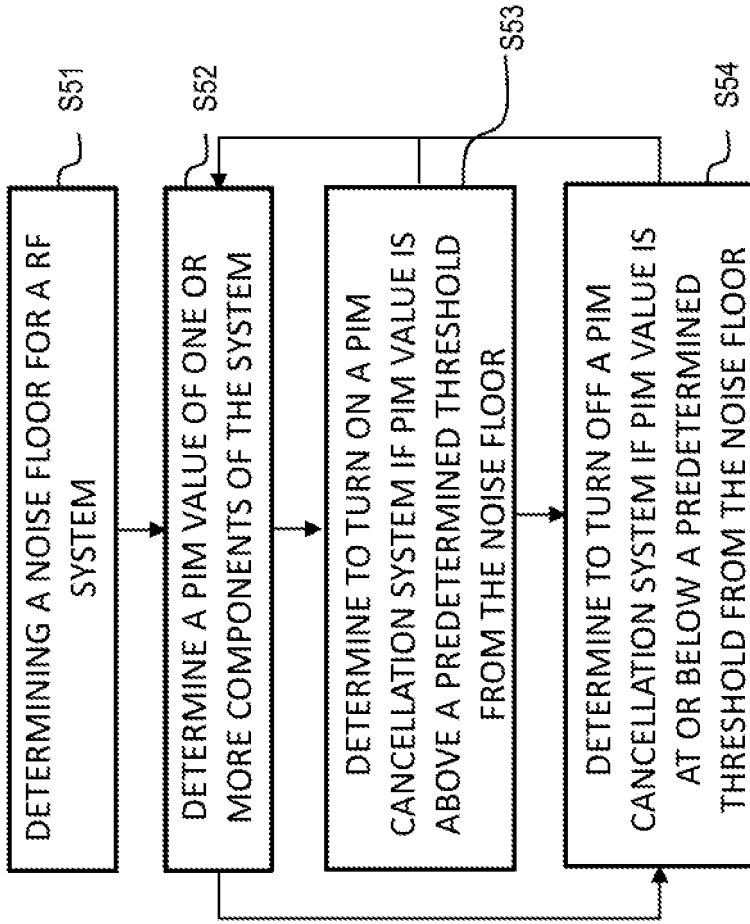 DETERMINING A NOISE FLOOR FOR A RF
SYSTEM
S51
DETERMINE A PIM VALUE OF ONE OR
MORE COMPONENTS OF THE SYSTEM
S52
DETERMINE TO TURN ON A PIM
CANCELLATION SYSTEM IF PIM VALUE IS
ABOVE A PREDETERMINED THRESHOLD
FROM THE NOISE FLOOR
S53
DETERMINE TO TURN OFF A PIM
CANCELLATION SYSTEM IF PIM VALUE IS
AT OR BELOW A PREDETERMINED
THRESHOLD FROM THE NOISE FLOOR
S54